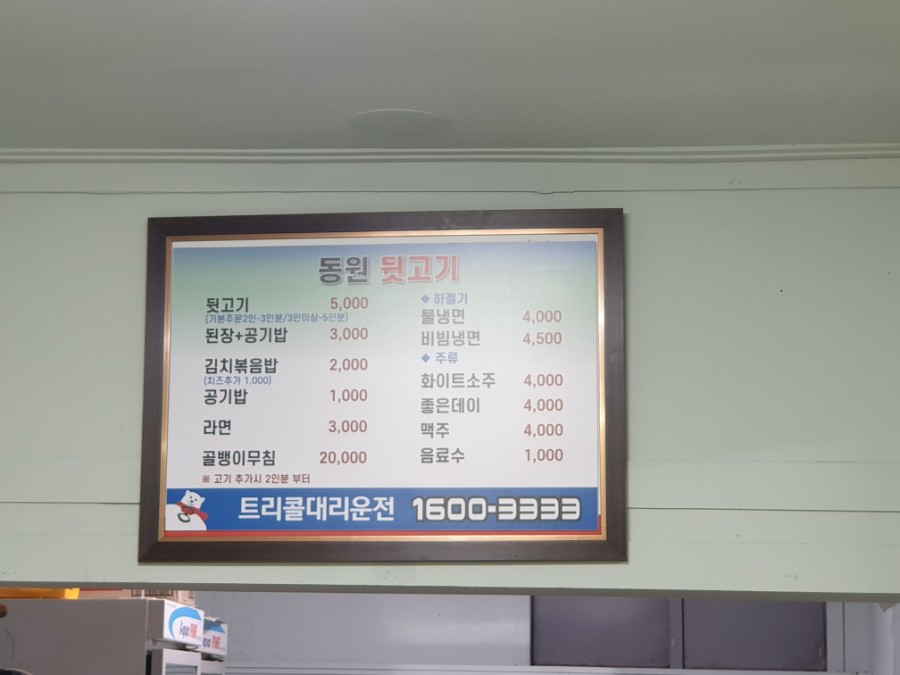 동원 뒷고기
뒷고기 5,000
(기본주문2인-3인분/3인이상-5인분)
된장+공기밥 3,000
김치볶음밥 2,000
(치즈추가 1,000)
공기밥 1,000
라면 3,000
골뱅이무침 20,000
※ 고기 추가시 2인분 부터
◆ 하절기
물냉면 4,000
비빔냉면 4,500
◆ 주류
화이트소주 4,000
좋은데이 4,000
맥주 4,000
음료수 1,000
트리콜대리운전 1600-3333